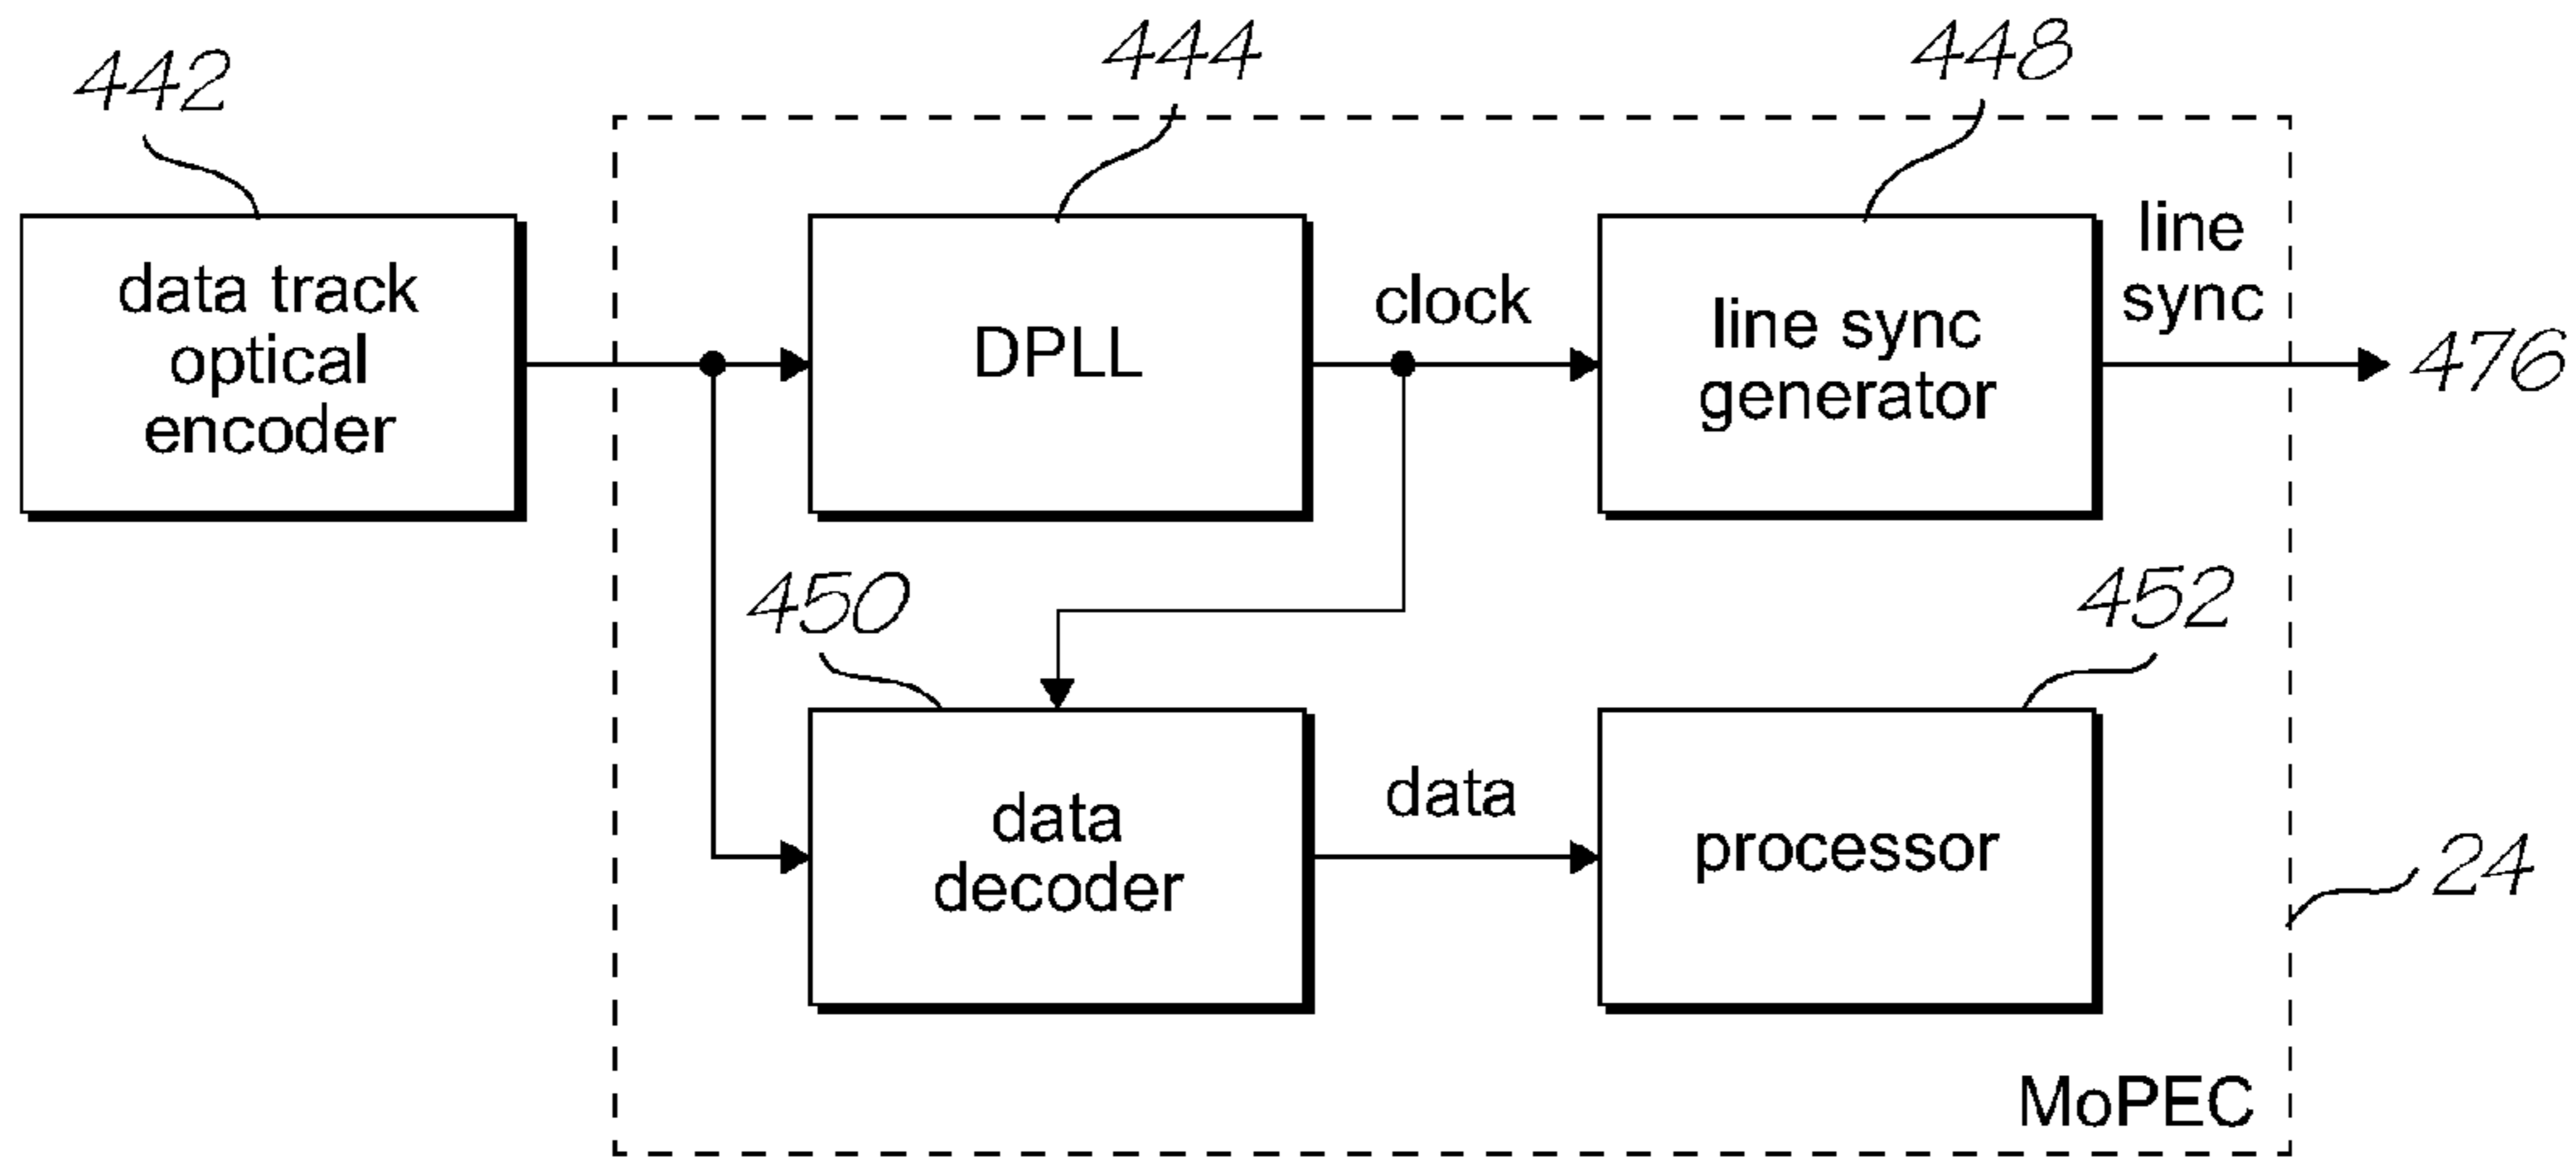 442
444
448
data track
optical
encoder
DPLL
clock
line sync
generator
line
sync
476
450
452
data
decoder
data
processor
24
MoPEC